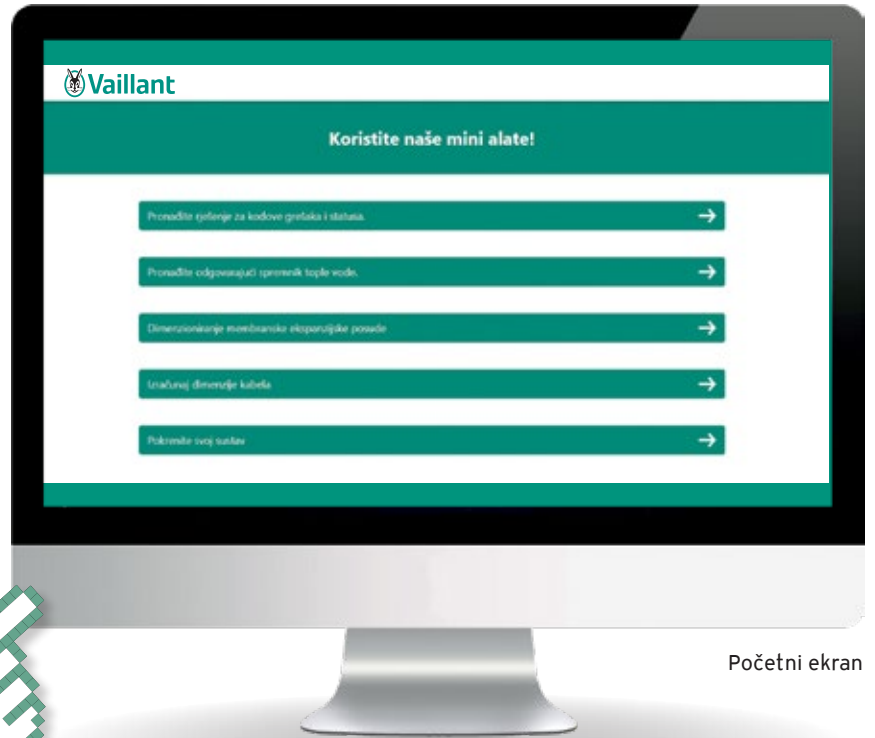 Vaillant
Koristite naše mini alate!
Pronađite rješenje za kodove grešaka i statusa.
Pronađite odgovarajući spremnik tople vode.
Dimenzioniranje membranske ekspanzijske posude
Izračunaj dimenzije kabela
Pokrenite svoj sustav
Početni ekran